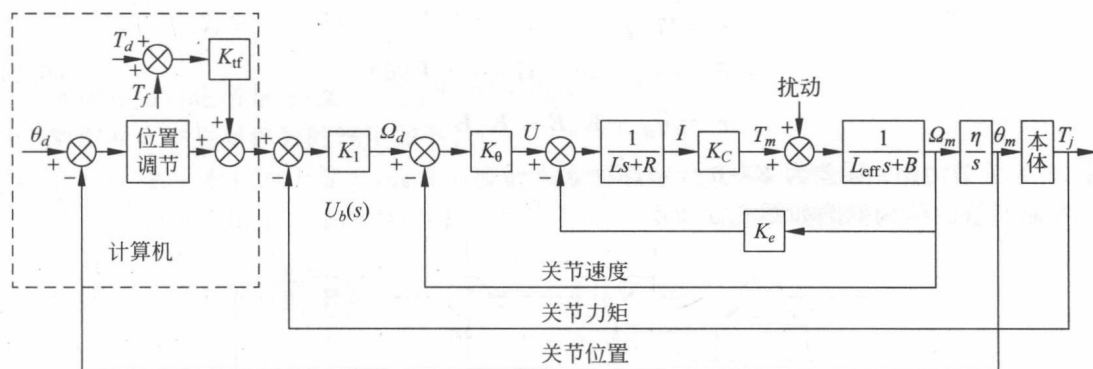 T_d
+
+
T_f
K_tf
扰动
θ_d
+
−
位置
调节
+
+
+
−
K_1
Ω_d
+
−
K_θ
U
+
−
1
Ls+R
I
K_C
T_m
+
+
1
L_eff s+B
Ω_m
η
s
θ_m
本
体
T_j
U_b(s)
K_e
计算机
关节速度
关节力矩
关节位置